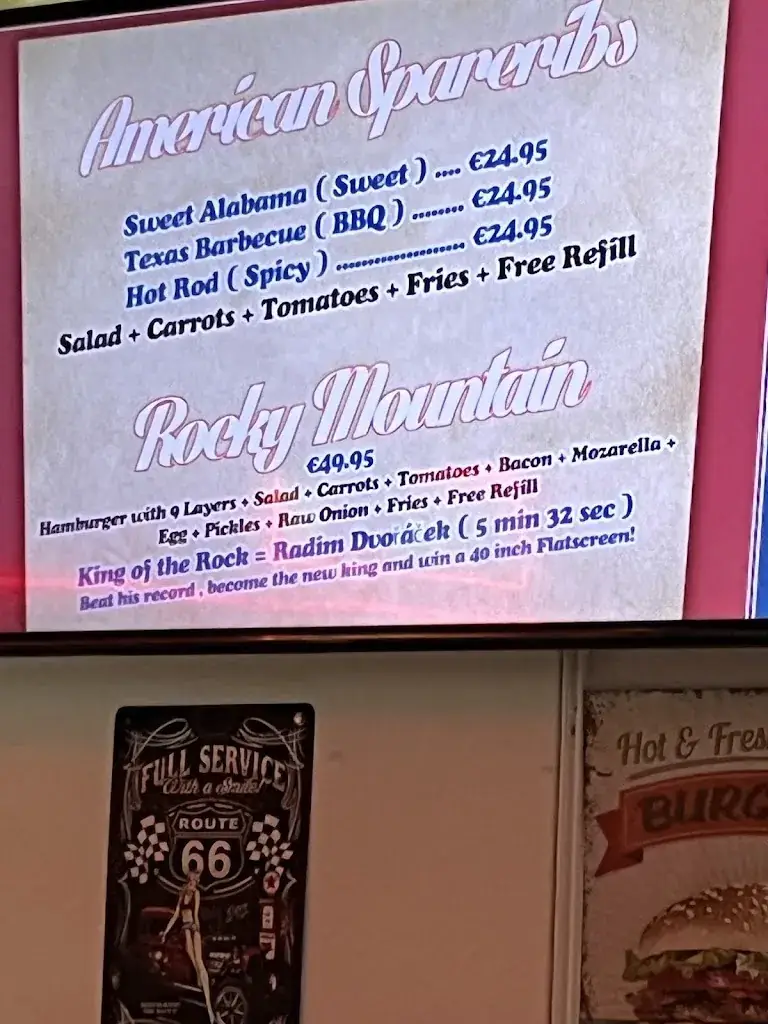 American Spareribs
Sweet Alabama ( Sweet ) .... €24.95
Texas Barbecue ( BBQ ) ........ €24.95
Hot Rod ( Spicy ) .................... €24.95
Salad + Carrots + Tomatoes + Fries + Free Refill
Rocky Mountain
€49.95
Hamburger with 9 Layers + Salad + Carrots + Tomatoes + Bacon + Mozarella +
Egg + Pickles + Raw Onion + Fries + Free Refill
King of the Rock = Radim Dvořáček ( 5 min 32 sec )
Beat his record , become the new king and win a 40 inch Flatscreen!
FULL SERVICE
With a Smile!
ROUTE
66
Hot & Fres
BURG